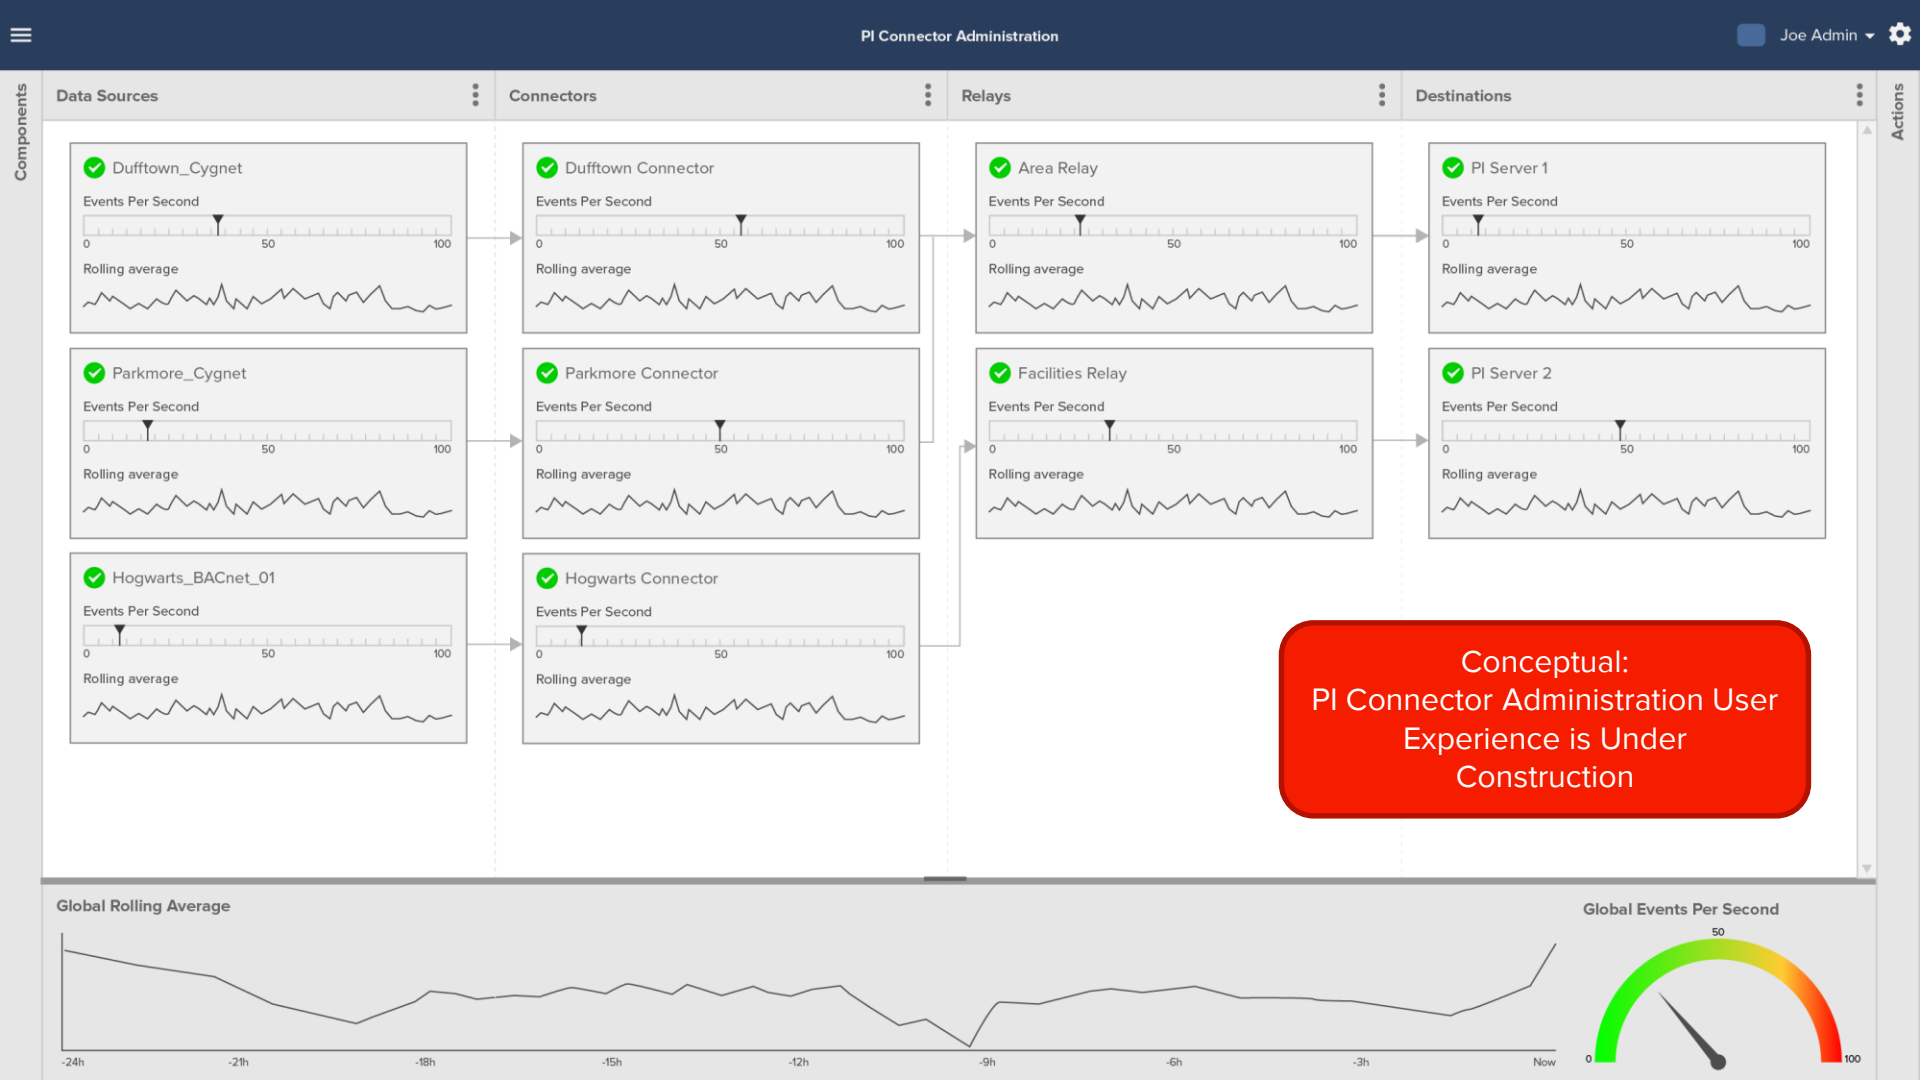 PI Connector Administration
Joe Admin
Components
Data Sources
Connectors
Relays
Destinations
Actions
Dufftown_Cygnet
Events Per Second
0 50 100
Rolling average
Dufftown Connector
Events Per Second
0 50 100
Rolling average
Area Relay
Events Per Second
0 50 100
Rolling average
PI Server 1
Events Per Second
0 50 100
Rolling average
Parkmore_Cygnet
Events Per Second
0 50 100
Rolling average
Parkmore Connector
Events Per Second
0 50 100
Rolling average
Facilities Relay
Events Per Second
0 50 100
Rolling average
PI Server 2
Events Per Second
0 50 100
Rolling average
Hogwarts_BACnet_01
Events Per Second
0 50 100
Rolling average
Hogwarts Connector
Events Per Second
0 50 100
Rolling average
Conceptual:
PI Connector Administration User
Experience is Under
Construction
Global Rolling Average
-24h -21h -18h -15h -12h -9h -6h -3h Now
Global Events Per Second
50
0 100